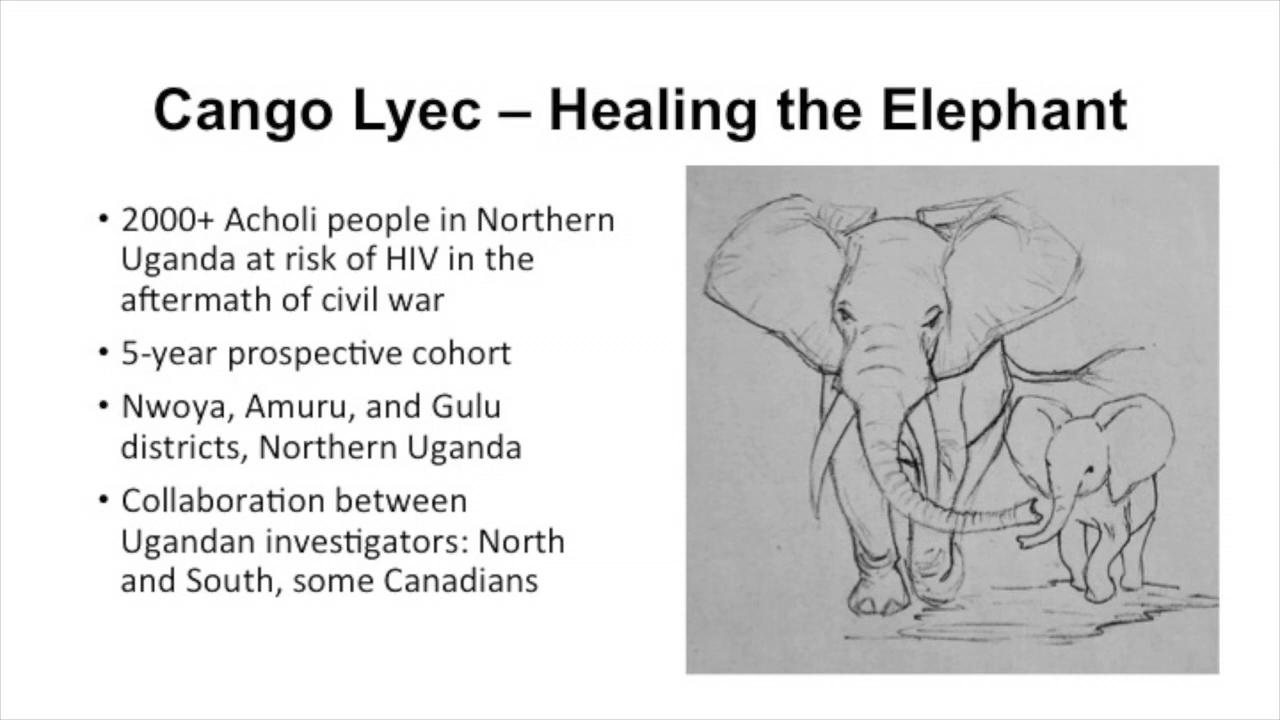 Cango Lyec – Healing the Elephant
• 2000+ Acholi people in Northern
Uganda at risk of HIV in the
aftermath of civil war
• 5-year prospective cohort
• Nwoya, Amuru, and Gulu
districts, Northern Uganda
• Collaboration between
Ugandan investigators: North
and South, some Canadians